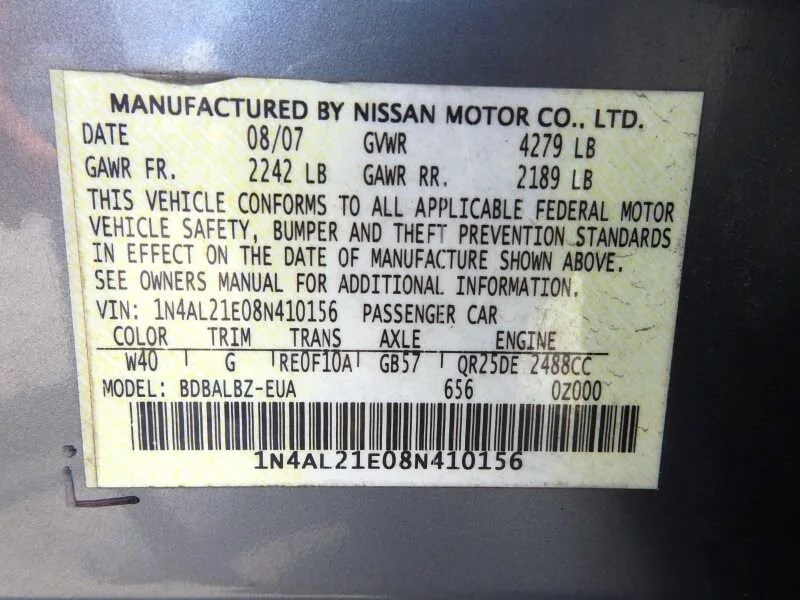 MANUFACTURED BY NISSAN MOTOR CO., LTD.
DATE 08/07 GVWR 4279 LB
GAWR FR. 2242 LB GAWR RR. 2189 LB
THIS VEHICLE CONFORMS TO ALL APPLICABLE FEDERAL MOTOR
VEHICLE SAFETY, BUMPER AND THEFT PREVENTION STANDARDS
IN EFFECT ON THE DATE OF MANUFACTURE SHOWN ABOVE.
SEE OWNERS MANUAL FOR ADDITIONAL INFORMATION.
VIN: 1N4AL21E08N410156 PASSENGER CAR
COLOR TRIM TRANS AXLE ENGINE
W40 G RE0F10A GB57 QR25DE 2488CC
MODEL: BDBALBZ-EUA 656 0Z000
1N4AL21E08N410156